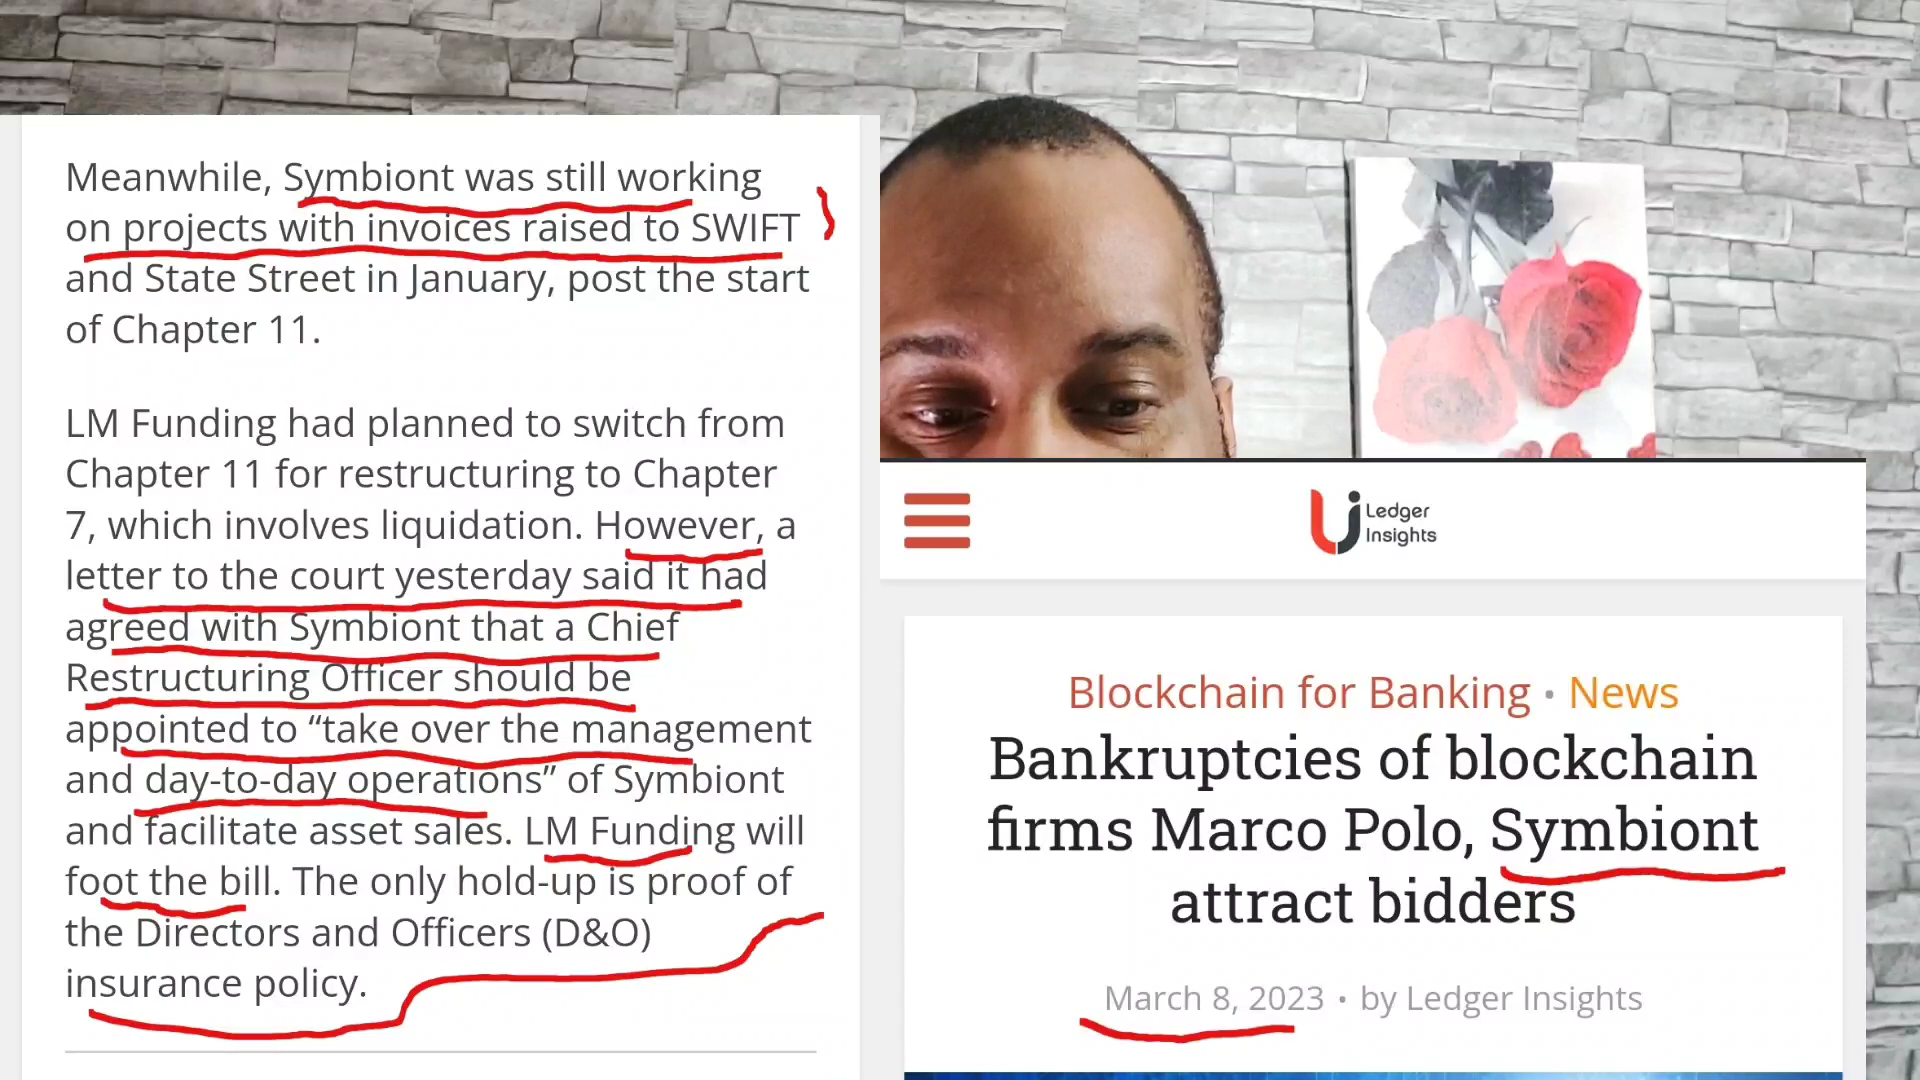 Meanwhile, Symbiont was still working
on projects with invoices raised to SWIFT
and State Street in January, post the start
of Chapter 11.
LM Funding had planned to switch from
Chapter 11 for restructuring to Chapter
7, which involves liquidation. However, a
letter to the court yesterday said it had
agreed with Symbiont that a Chief
Restructuring Officer should be
appointed to “take over the management
and day-to-day operations” of Symbiont
and facilitate asset sales. LM Funding will
foot the bill. The only hold-up is proof of
the Directors and Officers (D&O)
insurance policy.
Ledger
Insights
Blockchain for Banking • News
Bankruptcies of blockchain
firms Marco Polo, Symbiont
attract bidders
March 8, 2023 • by Ledger Insights